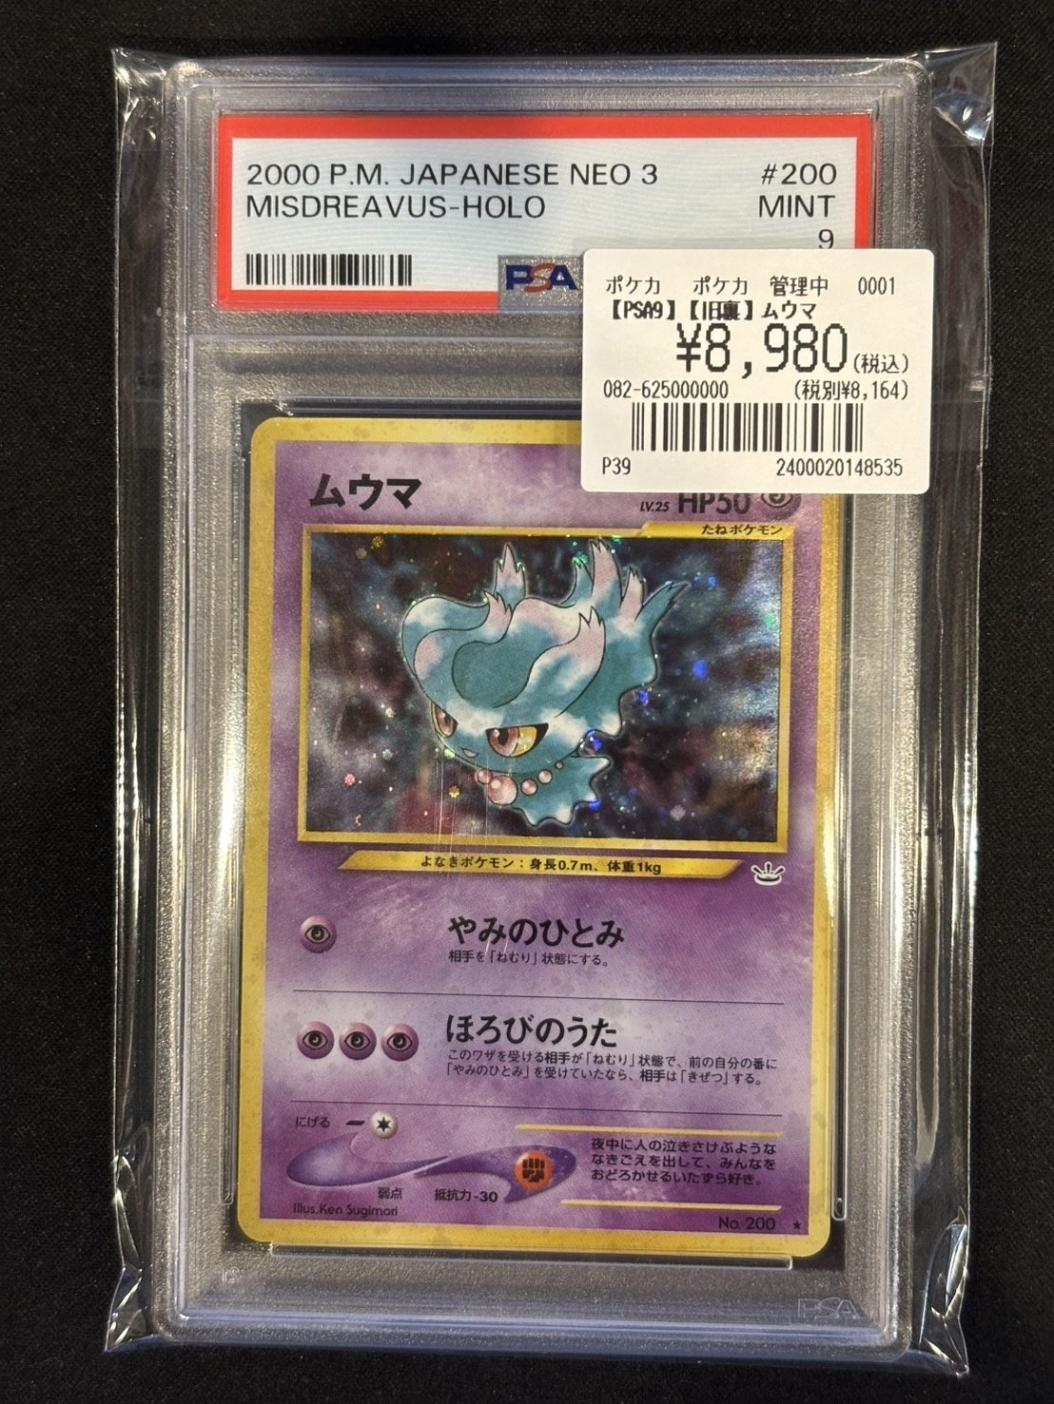 2000 P.M. JAPANESE NEO 3 #200
MISDREAVUS-HOLO MINT
9
PSA
ポケカ ポケカ 管理中 0001
【PSA9】【旧裏】ムウマ
¥8,980(税込)
082-625000000 (税別¥8,164)
P39 2400020148535
ムウマ LV.25 HP50
たねポケモン
よなきポケモン：身長0.7m、体重1kg
やみのひとみ
相手を「ねむり」状態にする。
ほろびのうた
このワザを受ける相手が「ねむり」状態で、前の自分の番に
「やみのひとみ」を受けていたなら、相手は「きぜつ」する。
にげる
夜中に人の泣きさけぶような
なきごえを出して、みんなを
おどろかせるいたずら好き。
弱点 抵抗力-30
Illus.Ken Sugimori
No.200 ★
PSA